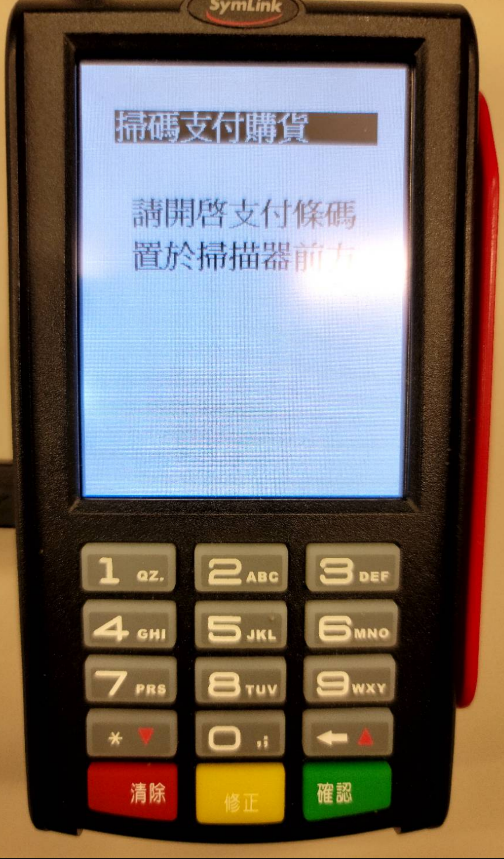 SymLink
掃碼支付購貨
請開啓支付條碼
置於掃描器前方
1 QZ. 2 ABC 3 DEF
4 GHI 5 JKL 6 MNO
7 PRS 8 TUV 9 WXY
* 0 ,;
清除 修正 確認